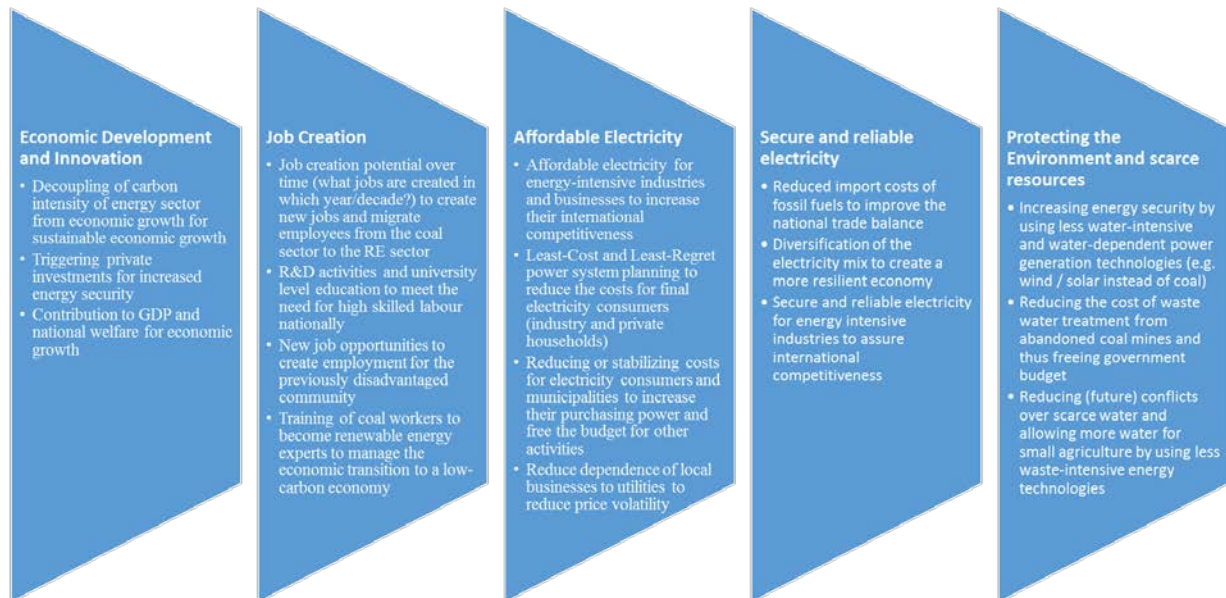 Economic Development
and Innovation
• Decoupling of carbon
intensity of energy sector
from economic growth for
sustainable economic growth
• Triggering private
investments for increased
energy security
• Contribution to GDP and
national welfare for economic
growth
Job Creation
• Job creation potential over
time (what jobs are created in
which year/decade?) to create
new jobs and migrate
employees from the coal
sector to the RE sector
• R&D activities and university
level education to meet the
need for high skilled labour
nationally
• New job opportunities to
create employment for the
previously disadvantaged
community
• Training of coal workers to
become renewable energy
experts to manage the
economic transition to a low-
carbon economy
Affordable Electricity
• Affordable electricity for
energy-intensive industries
and businesses to increase
their international
competitiveness
• Least-Cost and Least-Regret
power system planning to
reduce the costs for final
electricity consumers
(industry and private
households)
• Reducing or stabilizing costs
for electricity consumers and
municipalities to increase
their purchasing power and
free the budget for other
activities
• Reduce dependence of local
businesses to utilities to
reduce price volatility
Secure and reliable
electricity
• Reduced import costs of
fossil fuels to improve the
national trade balance
• Diversification of the
electricity mix to create a
more resilient economy
• Secure and reliable electricity
for energy intensive
industries to assure
international
competitiveness
Protecting the
Environment and scarce
resources
• Increasing energy security by
using less water-intensive
and water-dependent power
generation technologies (e.g.
wind / solar instead of coal)
• Reducing the cost of waste
water treatment from
abandoned coal mines and
thus freeing government
budget
• Reducing (future) conflicts
over scarce water and
allowing more water for
small agriculture by using less
waste-intensive energy
technologies